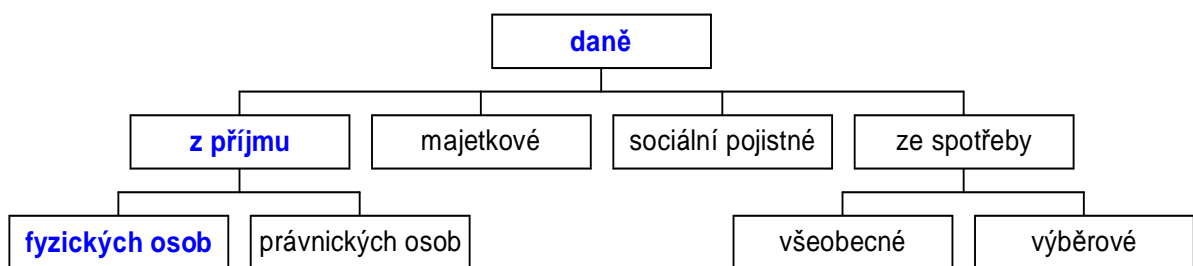 daně
z příjmu
majetkové
sociální pojistné
ze spotřeby
fyzických osob
právnických osob
všeobecné
výběrové